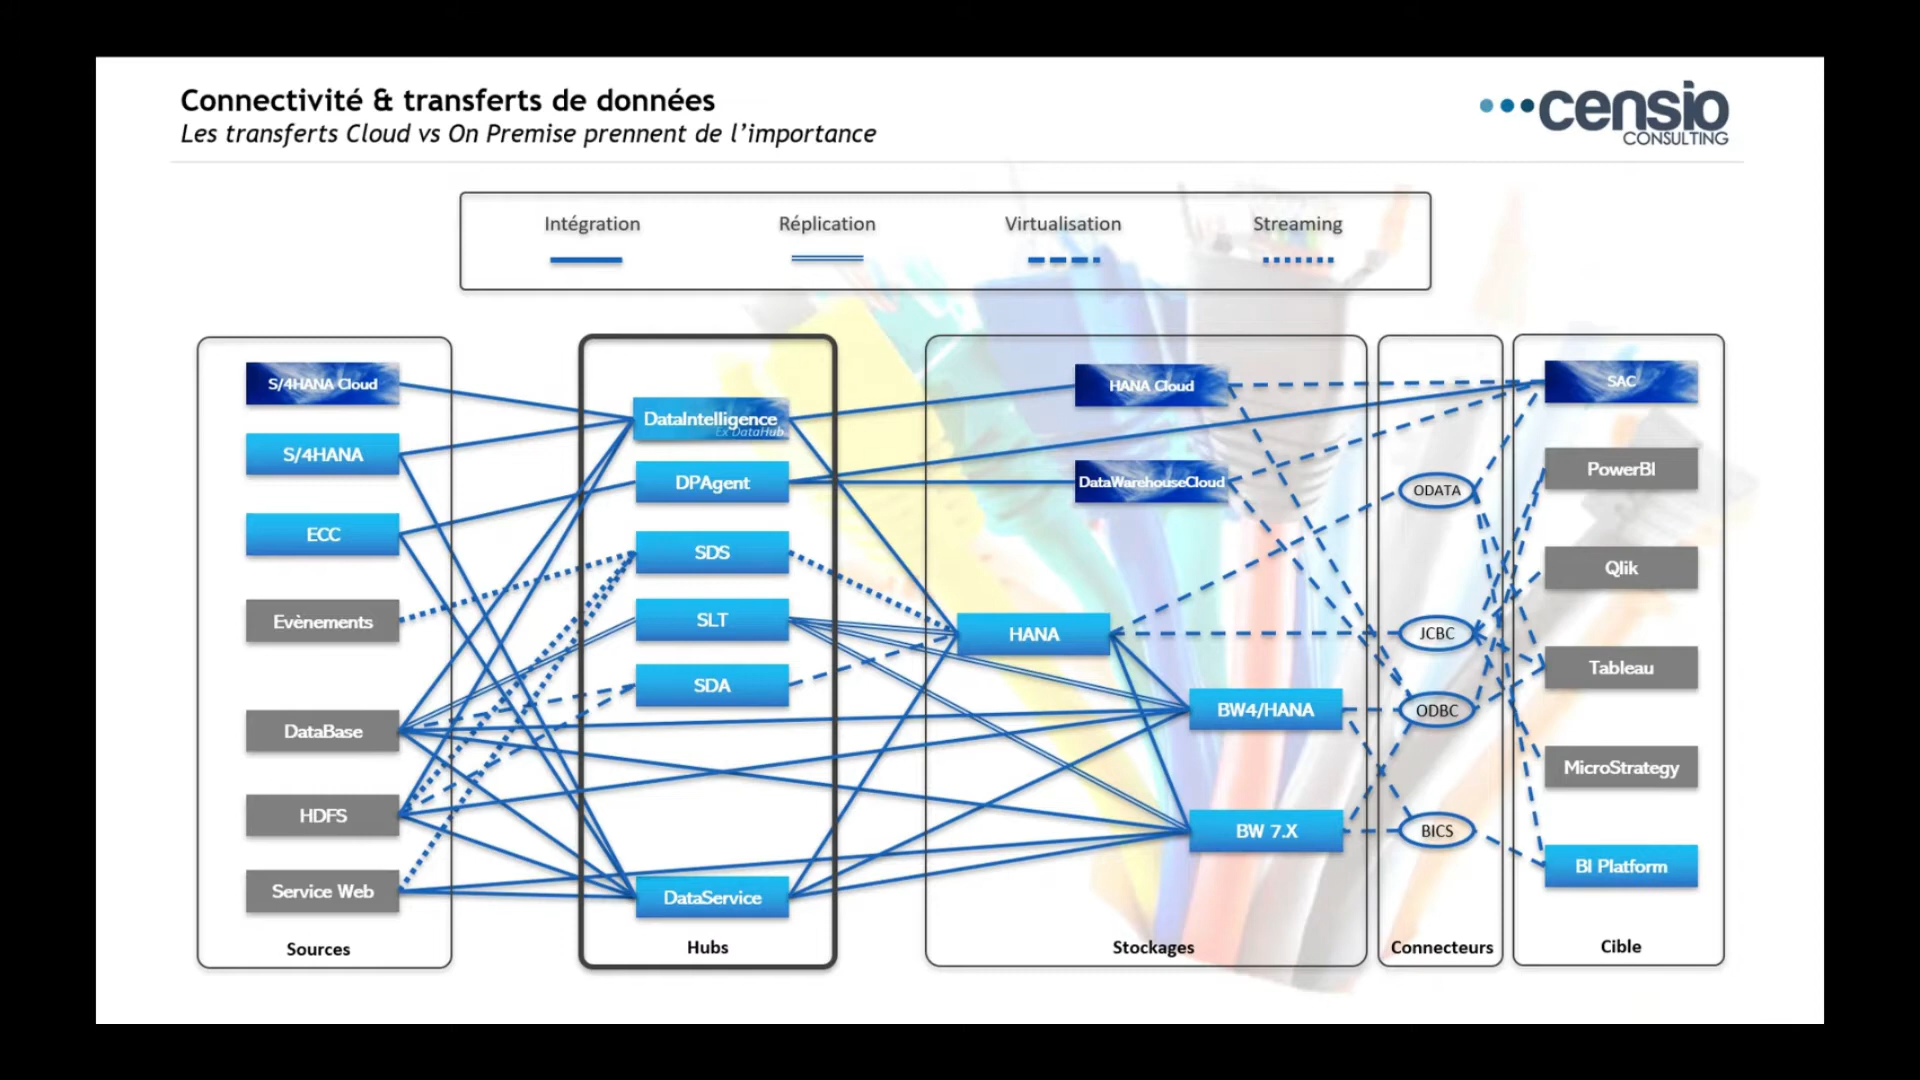 Connectivité & transferts de données
Les transferts Cloud vs On Premise prennent de l’importance
censio
CONSULTING
Intégration
Réplication
Virtualisation
Streaming
S/4HANA Cloud
S/4HANA
ECC
Evènements
DataBase
HDFS
Service Web
Sources
DataIntelligence
Ex DataHub
DPAgent
SDS
SLT
SDA
DataService
Hubs
HANA Cloud
DataWarehouseCloud
HANA
BW4/HANA
BW 7.X
Stockages
ODATA
JCBC
ODBC
BICS
Connecteurs
SAC
PowerBI
Qlik
Tableau
MicroStrategy
BI Platform
Cible